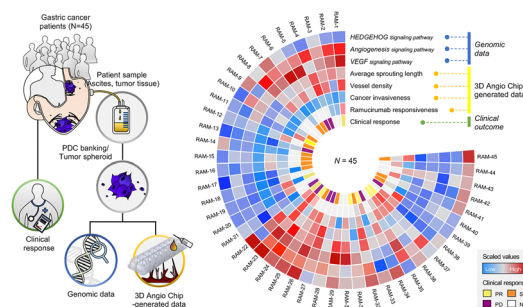 Gastric cancer
patients (N=45)
Patient sample
(Ascites, tumor tissue)
PDC banking/
Tumor spheroid
Clinical
response
Genomic data
3D Angio Chip
-generated data
HEDGEHOG signaling pathway
Angiogenesis signaling pathway
VEGF signaling pathway
Average sprouting length
Vessel density
Cancer invasiveness
Ramucirumab responsiveness
Clinical response
Genomic
data
3D Angio Chip
generated data
Clinical
outcome
N = 45
RAM-1
RAM-2
RAM-3
RAM-4
RAM-5
RAM-6
RAM-7
RAM-8
RAM-9
RAM-10
RAM-11
RAM-12
RAM-13
RAM-14
RAM-15
RAM-16
RAM-17
RAM-18
RAM-19
RAM-20
RAM-21
RAM-22
RAM-23
RAM-24
RAM-25
RAM-26
RAM-27
RAM-28
RAM-29
RAM-31
RAM-32
RAM-33
RAM-34
RAM-35
RAM-36
RAM-37
RAM-38
RAM-39
RAM-40
RAM-41
RAM-42
RAM-43
RAM-44
RAM-45
Scaled values
Low
High
Clinical respon
PR
S
PD
N